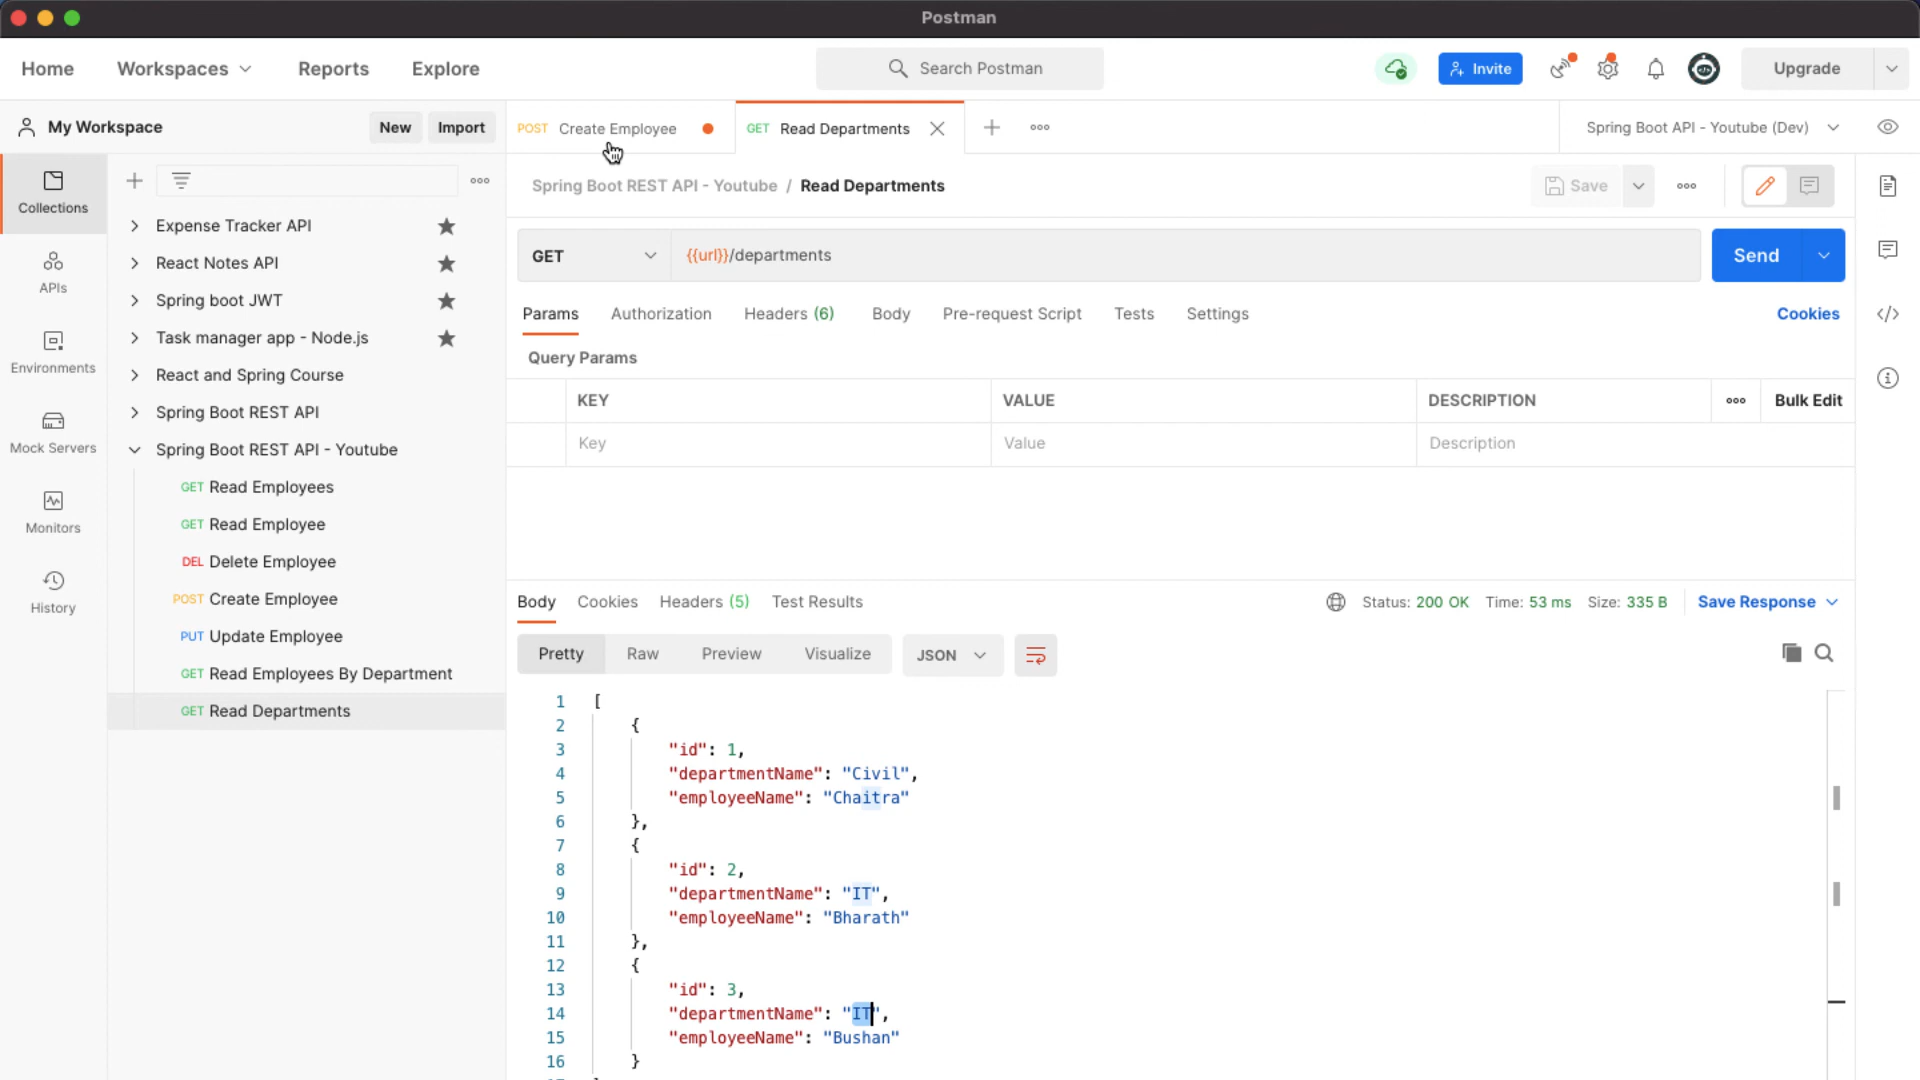 Postman
Home Workspaces Reports Explore Search Postman Invite Upgrade
My Workspace New Import POST Create Employee GET Read Departments Spring Boot API - Youtube (Dev)
Spring Boot REST API - Youtube / Read Departments Save
Collections
APIs
Environments
Mock Servers
Monitors
History
Expense Tracker API
React Notes API
Spring boot JWT
Task manager app - Node.js
React and Spring Course
Spring Boot REST API
Spring Boot REST API - Youtube
GET Read Employees
GET Read Employee
DEL Delete Employee
POST Create Employee
PUT Update Employee
GET Read Employees By Department
GET Read Departments
GET {{url}}/departments Send
Params Authorization Headers (6) Body Pre-request Script Tests Settings Cookies
Query Params
KEY VALUE DESCRIPTION Bulk Edit
Key Value Description
Body Cookies Headers (5) Test Results Status: 200 OK Time: 53 ms Size: 335 B Save Response
Pretty Raw Preview Visualize JSON
1 [
2 {
3 "id": 1,
4 "departmentName": "Civil",
5 "employeeName": "Chaitra"
6 },
7 {
8 "id": 2,
9 "departmentName": "IT",
10 "employeeName": "Bharath"
11 },
12 {
13 "id": 3,
14 "departmentName": "IT",
15 "employeeName": "Bushan"
16 }